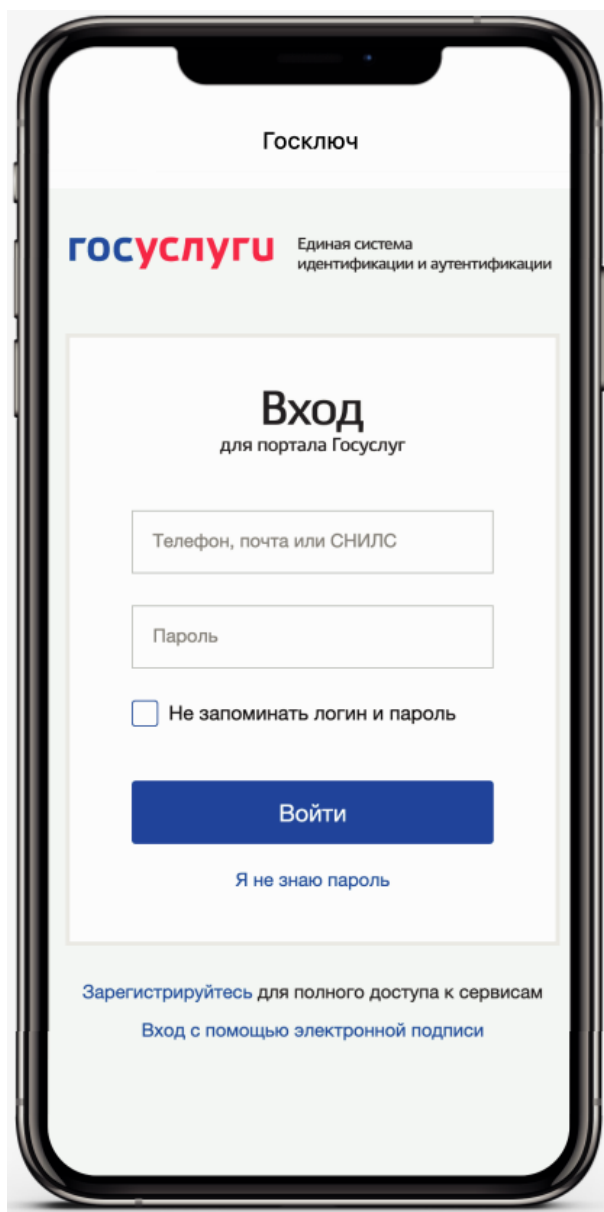 Госключ
госуслуги
Единая система
идентификации и аутентификации
Вход
для портала Госуслуг
Телефон, почта или СНИЛС
Пароль
Не запоминать логин и пароль
Войти
Я не знаю пароль
Зарегистрируйтесь для полного доступа к сервисам
Вход с помощью электронной подписи